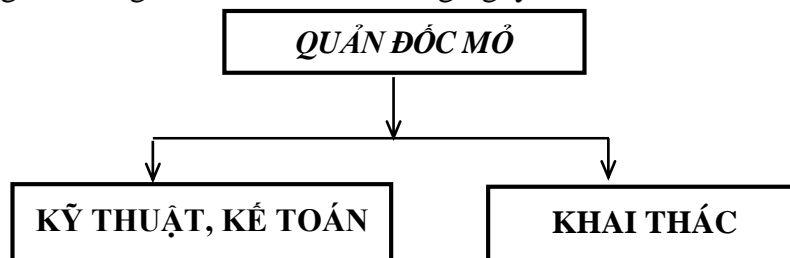 QUẢN ĐỐC MỎ
KỸ THUẬT, KẾ TOÁN
KHAI THÁC